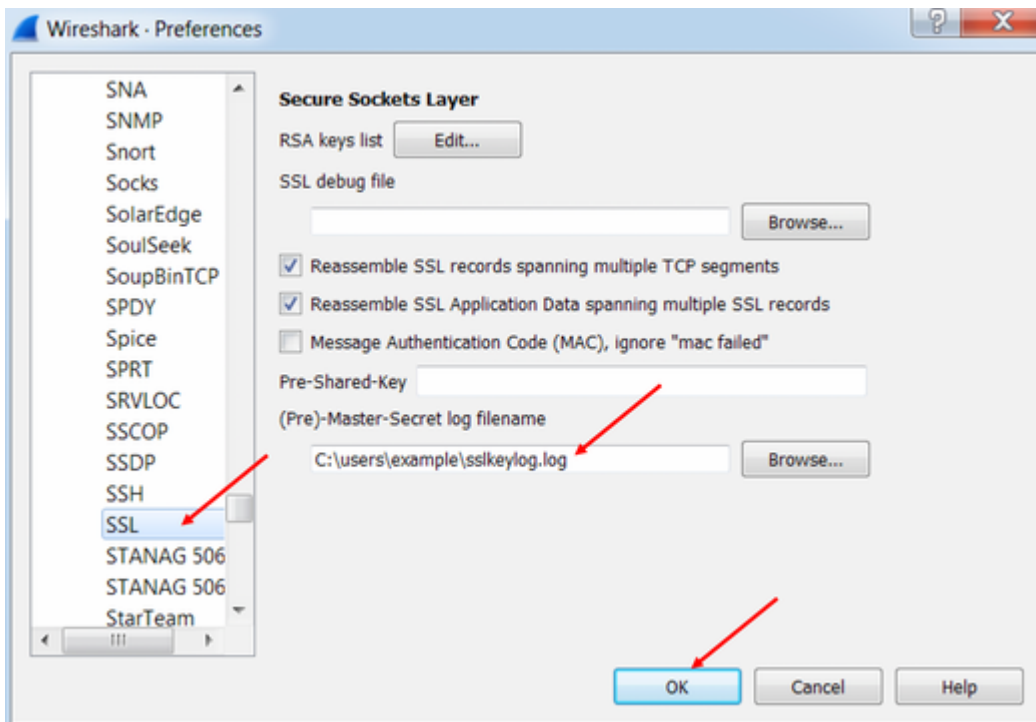 Wireshark · Preferences
SNA
SNMP
Snort
Socks
SolarEdge
SoulSeek
SoupBinTCP
SPDY
Spice
SPRT
SRVLOC
SSCOP
SSDP
SSH
SSL
STANAG 506
STANAG 506
StarTeam
Secure Sockets Layer
RSA keys list Edit...
SSL debug file
Browse...
Reassemble SSL records spanning multiple TCP segments
Reassemble SSL Application Data spanning multiple SSL records
Message Authentication Code (MAC), ignore "mac failed"
Pre-Shared-Key
(Pre)-Master-Secret log filename
C:\users\example\sslkeylog.log Browse...
OK Cancel Help